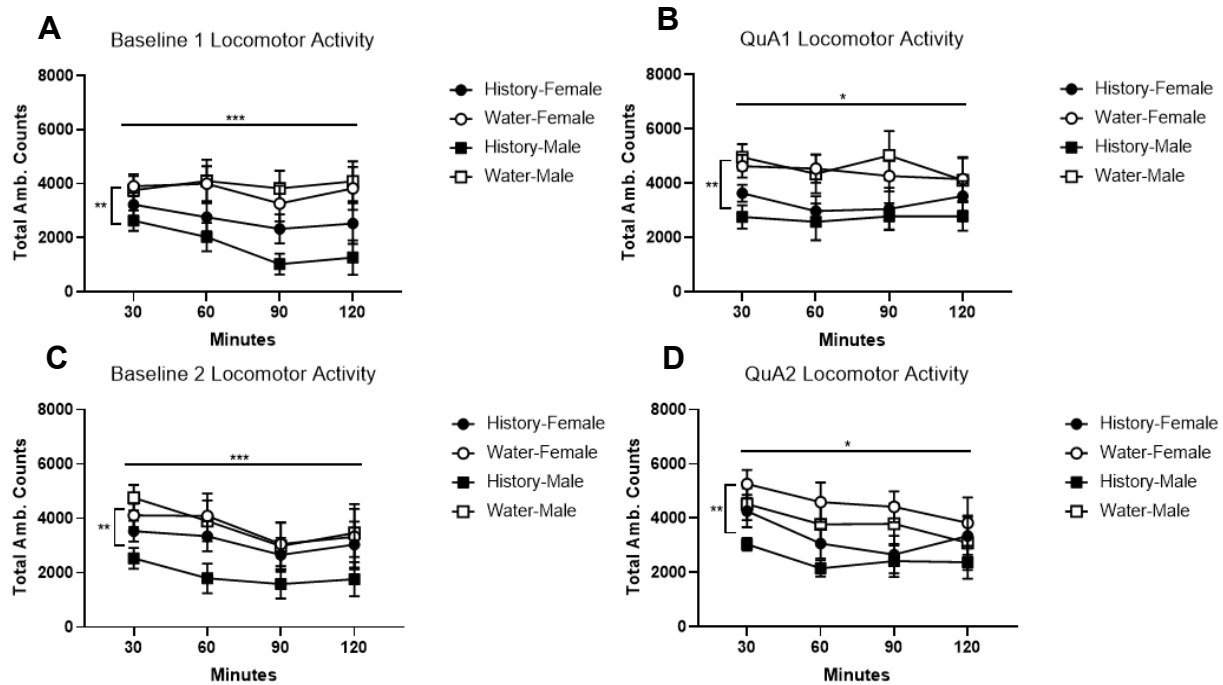 A
Baseline 1 Locomotor Activity
Total Amb. Counts
8000
6000
4000
2000
0
***
**
30 60 90 120
Minutes
History-Female
Water-Female
History-Male
Water-Male
B
QuA1 Locomotor Activity
Total Amb. Counts
8000
6000
4000
2000
0
*
**
30 60 90 120
Minutes
History-Female
Water-Female
History-Male
Water-Male
C
Baseline 2 Locomotor Activity
Total Amb. Counts
8000
6000
4000
2000
0
***
**
30 60 90 120
Minutes
History-Female
Water-Female
History-Male
Water-Male
D
QuA2 Locomotor Activity
Total Amb. Counts
8000
6000
4000
2000
0
*
**
30 60 90 120
Minutes
History-Female
Water-Female
History-Male
Water-Male